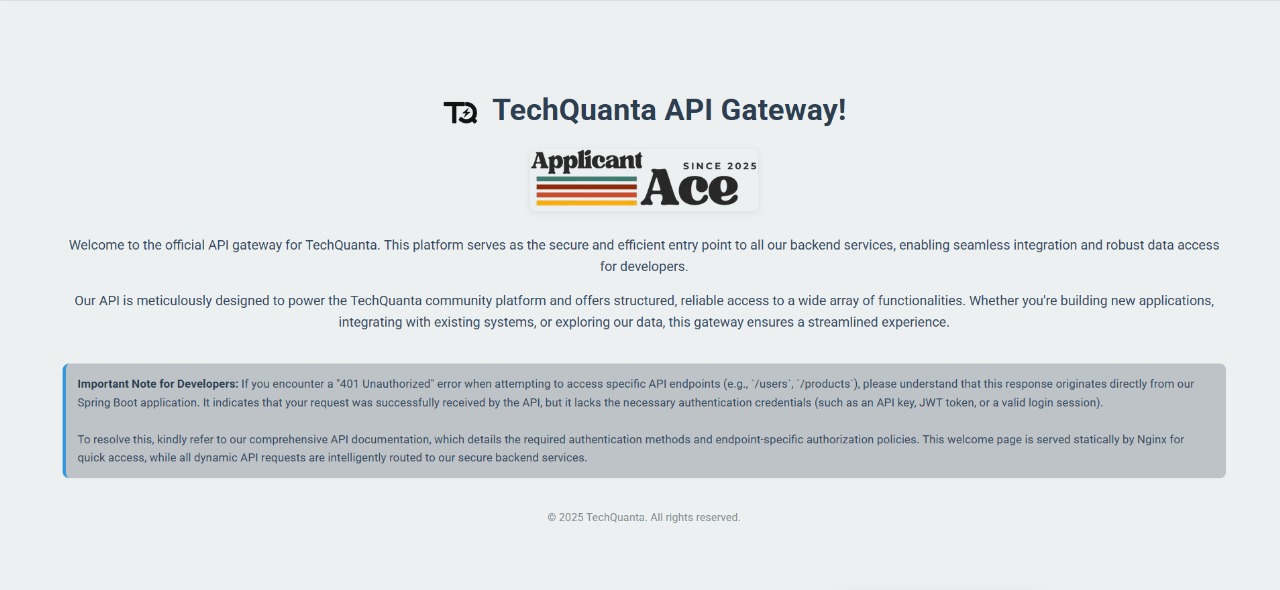 TQ TechQuanta API Gateway!
Applicant
SINCE 2025
Ace
Welcome to the official API gateway for TechQuanta. This platform serves as the secure and efficient entry point to all our backend services, enabling seamless integration and robust data access
for developers.
Our API is meticulously designed to power the TechQuanta community platform and offers structured, reliable access to a wide array of functionalities. Whether you're building new applications,
integrating with existing systems, or exploring our data, this gateway ensures a streamlined experience.
Important Note for Developers: If you encounter a "401 Unauthorized" error when attempting to access specific API endpoints (e.g., `/users`, `/products`), please understand that this response originates directly from our
Spring Boot application. It indicates that your request was successfully received by the API, but it lacks the necessary authentication credentials (such as an API key, JWT token, or a valid login session).
To resolve this, kindly refer to our comprehensive API documentation, which details the required authentication methods and endpoint-specific authorization policies. This welcome page is served statically by Nginx for
quick access, while all dynamic API requests are intelligently routed to our secure backend services.
© 2025 TechQuanta. All rights reserved.